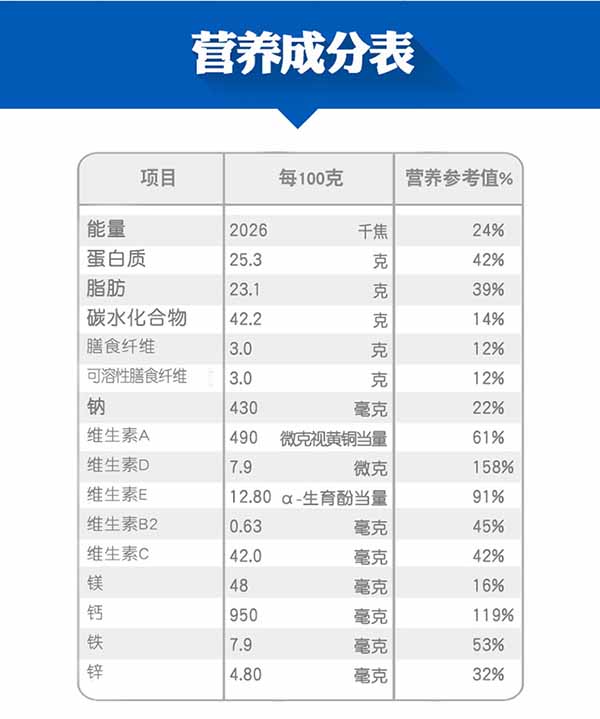 营养成分表
项目 每100克 营养参考值%
能量 2026 千焦 24%
蛋白质 25.3 克 42%
脂肪 23.1 克 39%
碳水化合物 42.2 克 14%
膳食纤维 3.0 克 12%
可溶性膳食纤维 3.0 克 12%
钠 430 毫克 22%
维生素A 490 微克视黄铜当量 61%
维生素D 7.9 微克 158%
维生素E 12.80 α-生育酚当量 91%
维生素B2 0.63 毫克 45%
维生素C 42.0 毫克 42%
镁 48 毫克 16%
钙 950 毫克 119%
铁 7.9 毫克 53%
锌 4.80 毫克 32%